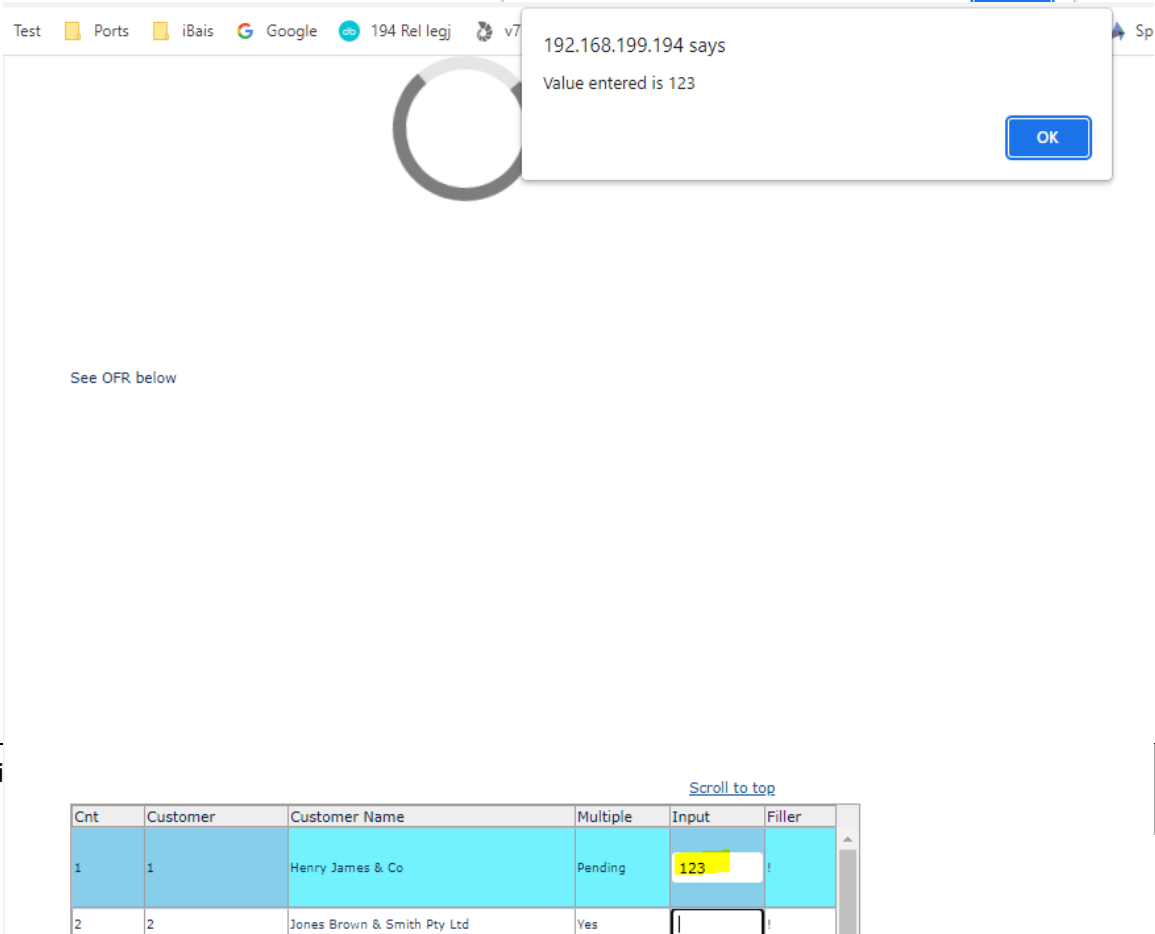 Test Ports iBais Google 194 Rel legj v7 Sp
192.168.199.194 says
Value entered is 123
OK
See OFR below
i
Scroll to top
Cnt Customer Customer Name Multiple Input Filler
1 1 Henry James & Co Pending 123 !
2 2 Jones Brown & Smith Pty Ltd Yes !